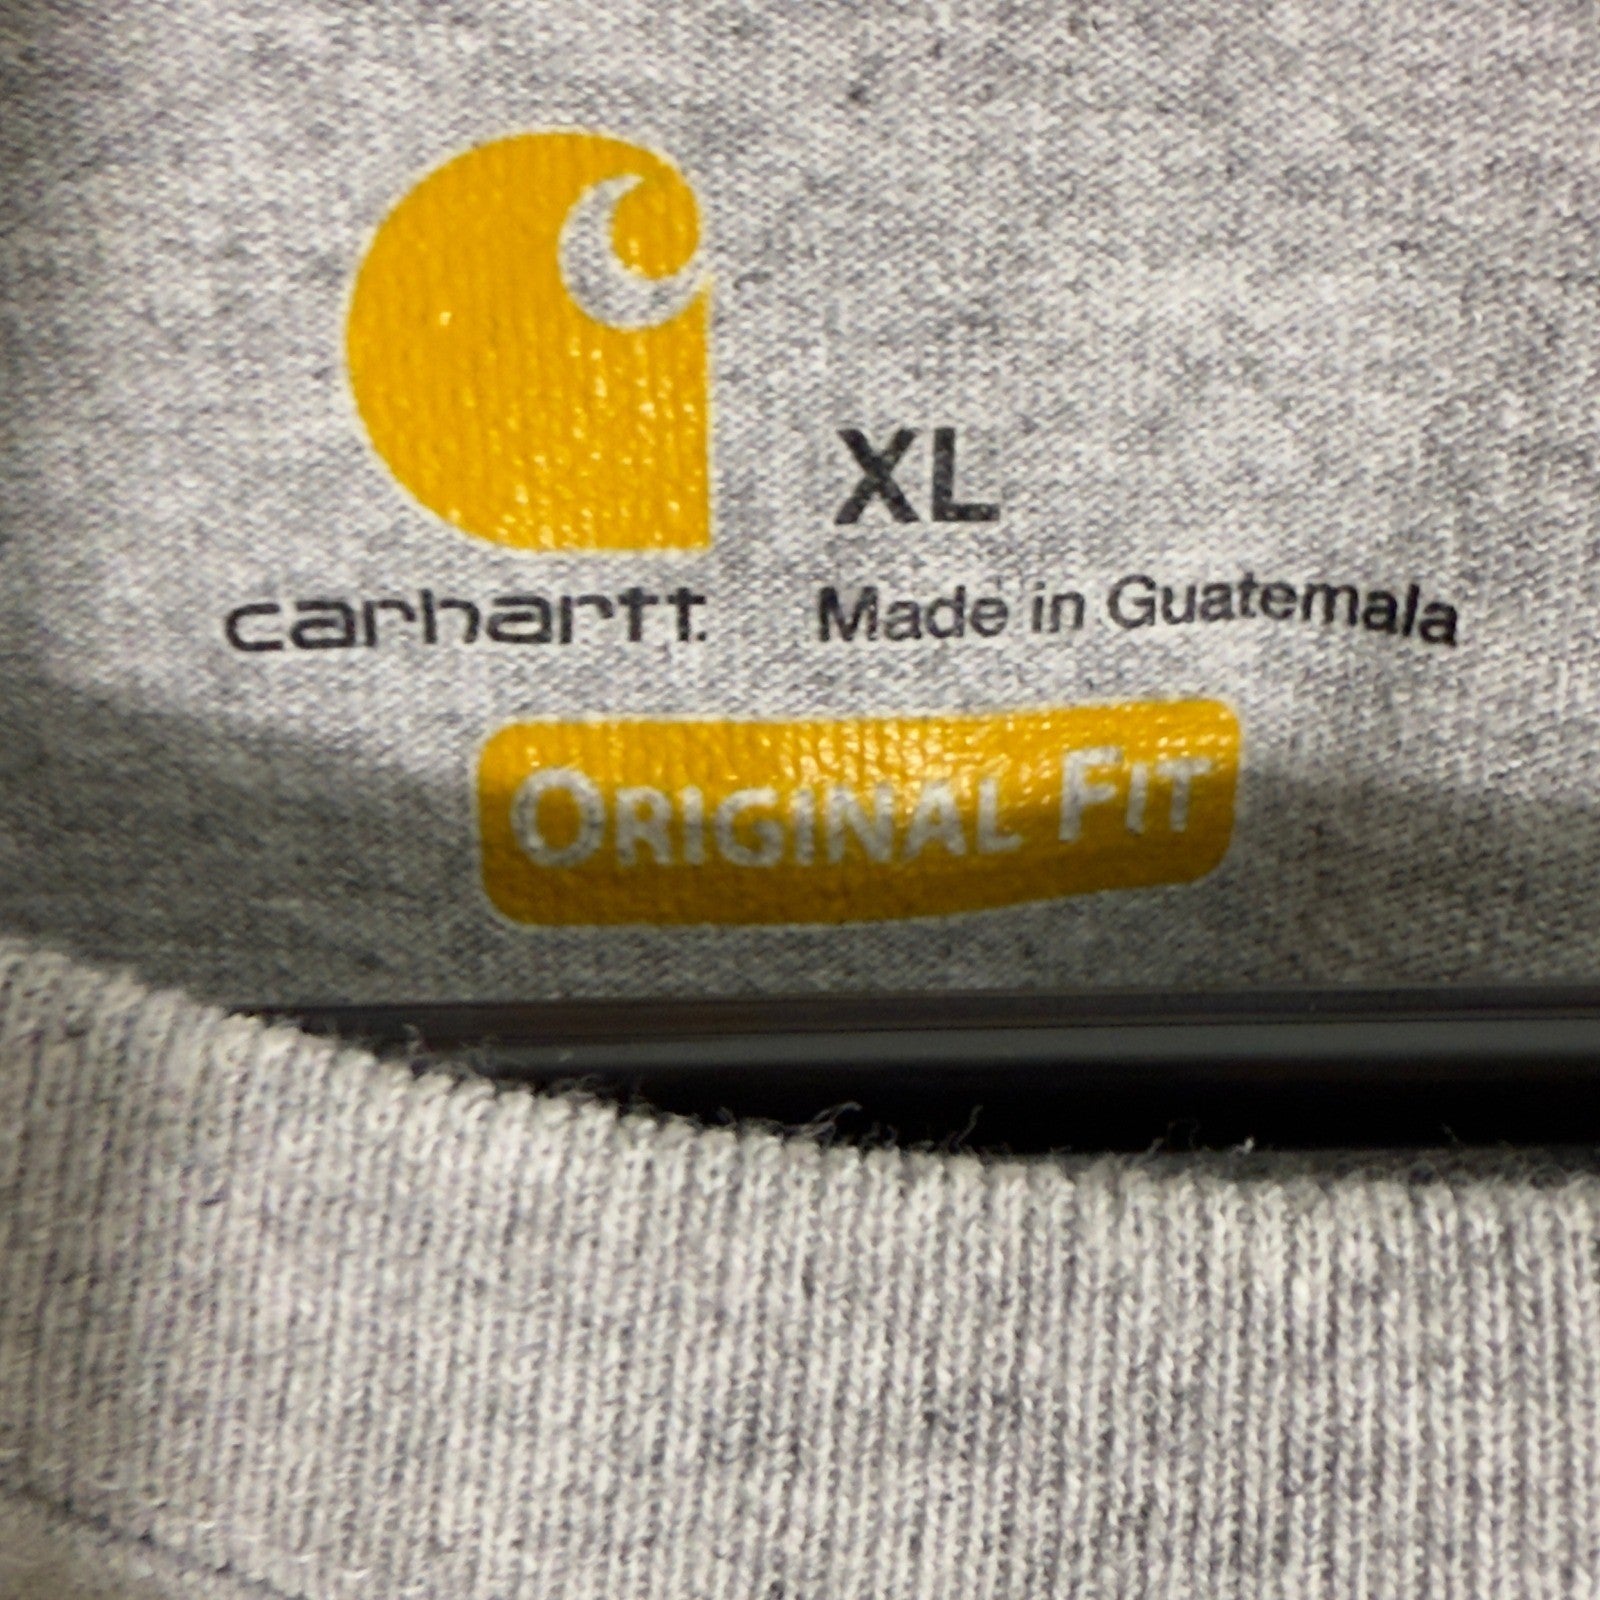 XL
carhartt.
Made in Guatemala
ORIGINAL FIT